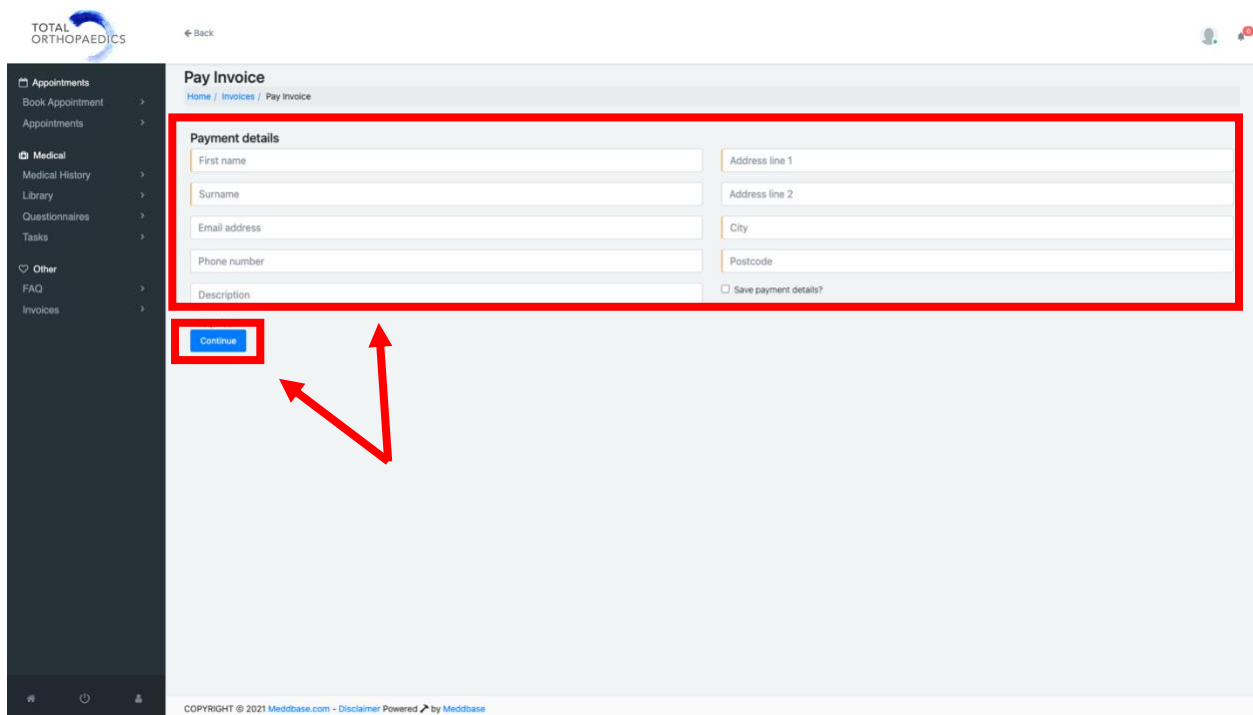 TOTAL
ORTHOPAEDICS
Back
0
Appointments
Book Appointment
Appointments
Medical
Medical History
Library
Questionnaires
Tasks
Other
FAQ
Invoices
Pay Invoice
Home / Invoices / Pay Invoice
Payment details
First name
Address line 1
Surname
Address line 2
Email address
City
Phone number
Postcode
Description
Save payment details?
Continue
COPYRIGHT © 2021 Meddbase.com - Disclaimer Powered by Meddbase